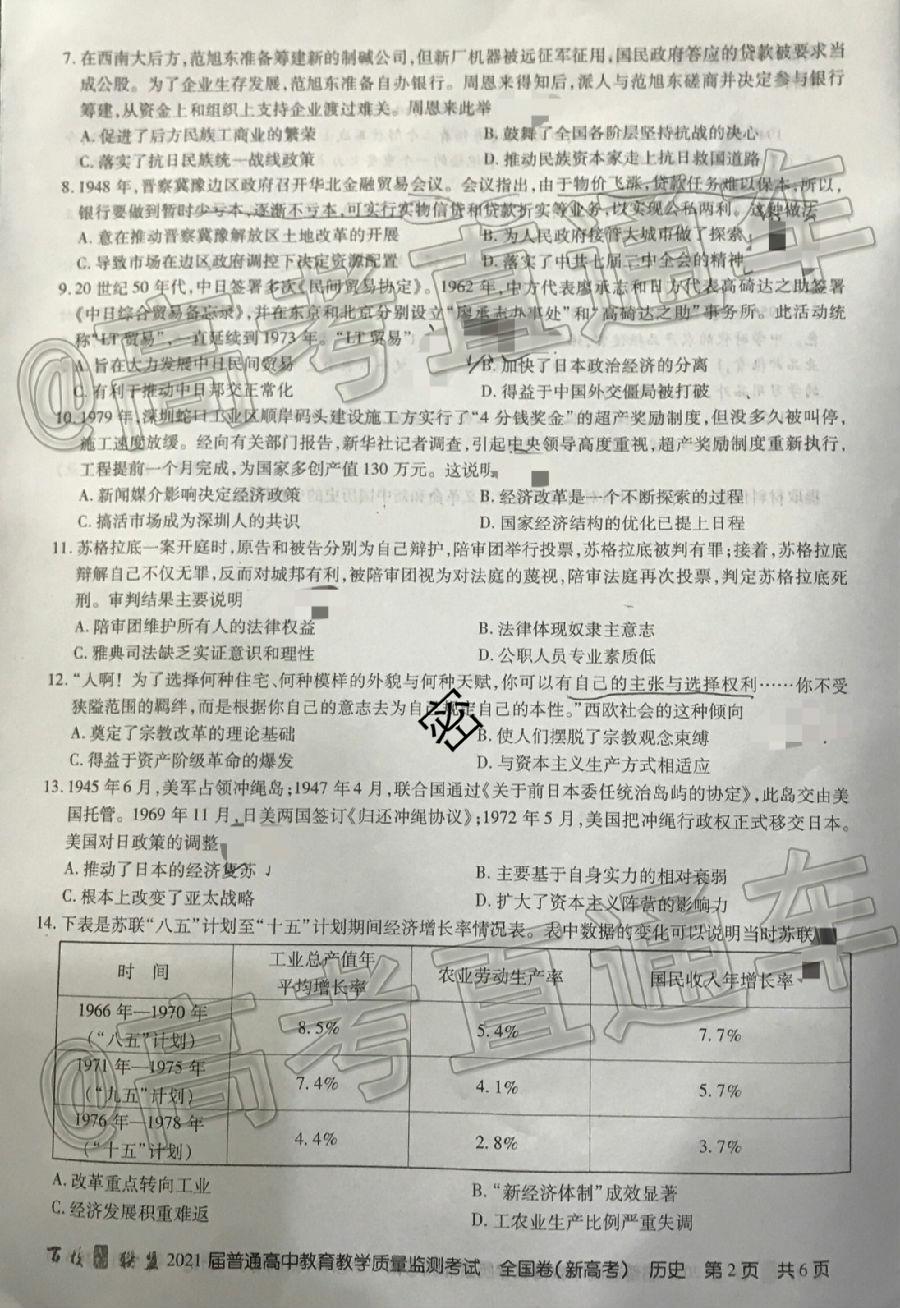 7. 在西南大后方,范旭东准备筹建新的制碱公司,但新厂机器被远征军征用,国民政府答应的贷款被要求当
成公股。为了企业生存发展,范旭东准备自办银行。周恩来得知后,派人与范旭东磋商并决定参与银行
筹建,从资金上和组织上支持企业渡过难关。周恩来此举
A. 促进了后方民族工商业的繁荣 B. 鼓舞了全国各阶层坚持抗战的决心
C. 落实了抗日民族统一战线政策 D. 推动民族资本家走上抗日救国道路
8. 1948 年,晋察冀豫边区政府召开华北金融贸易会议。会议指出,由于物价飞涨,贷款任务难以保本,所以,
银行要做到暂时少亏本,逐渐不亏本,可实行实物信贷和贷款折实等业务,以实现公私两利。这种做法
A. 意在推动晋察冀豫解放区土地改革的开展 B. 为人民政府接管大城市做了探索
C. 导致市场在边区政府调控下决定资源配置 D. 落实了中共七届二中全会的精神
9. 20 世纪 50 年代,中日签署多次《民间贸易协定》。1962 年,中方代表廖承志和日方代表高碕达之助签署
《中日综合贸易备忘录》,并在东京和北京分别设立“廖承志办事处”和“高碕达之助”事务所。此活动统
称“LT 贸易”,一直延续到 1973 年。“LT 贸易”
A. 旨在大力发展中日民间贸易 B. 加快了日本政治经济的分离
C. 有利于推动中日邦交正常化 D. 得益于中国外交僵局被打破
10. 1979 年,深圳蛇口工业区顺岸码头建设施工方实行了“4 分钱奖金”的超产奖励制度,但没多久被叫停,
施工速度放缓。经向有关部门报告,新华社记者调查,引起中央领导高度重视,超产奖励制度重新执行,
工程提前一个月完成,为国家多创产值 130 万元。这说明
A. 新闻媒介影响决定经济政策 B. 经济改革是一个不断探索的过程
C. 搞活市场成为深圳人的共识 D. 国家经济结构的优化已提上日程
11. 苏格拉底一案开庭时,原告和被告分别为自己辩护,陪审团举行投票,苏格拉底被判有罪;接着,苏格拉底
辩解自己不仅无罪,反而对城邦有利,被陪审团视为对法庭的蔑视,陪审法庭再次投票,判定苏格拉底死
刑。审判结果主要说明
A. 陪审团维护所有人的法律权益 B. 法律体现奴隶主意志
C. 雅典司法缺乏实证意识和理性 D. 公职人员专业素质低
12. “人啊!为了选择何种住宅、何种模样的外貌与何种天赋,你可以有自己的主张与选择权利……你不受
狭隘范围的羁绊,而是根据你自己的意志去为自己规定自己的本性。”西欧社会的这种倾向
A. 奠定了宗教改革的理论基础 B. 使人们摆脱了宗教观念束缚
C. 得益于资产阶级革命的爆发 D. 与资本主义生产方式相适应
密
13. 1945 年 6 月,美军占领冲绳岛;1947 年 4 月,联合国通过《关于前日本委任统治岛屿的协定》,此岛交由美
国托管。1969 年 11 月,日美两国签订《归还冲绳协议》;1972 年 5 月,美国把冲绳行政权正式移交日本。
美国对日政策的调整
A. 推动了日本的经济复苏 B. 主要基于自身实力的相对衰弱
C. 根本上改变了亚太战略 D. 扩大了资本主义阵营的影响力
14. 下表是苏联“八五”计划至“十五”计划期间经济增长率情况表。表中数据的变化可以说明当时苏联
时 间 工业总产值年平均增长率 农业劳动生产率 国民收入年增长率
1966 年—1970 年(“八五”计划) 8.5% 5.4% 7.7%
1971 年—1975 年(“九五”计划) 7.4% 4.1% 5.7%
1976 年—1978 年(“十五”计划) 4.4% 2.8% 3.7%
A. 改革重点转向工业 B. “新经济体制”成效显著
C. 经济发展积重难返 D. 工农业生产比例严重失调
百校联盟 2021 届普通高中教育教学质量监测考试 全国卷(新高考) 历史 第 2 页 共 6 页
@高考直通车
@高考直通车